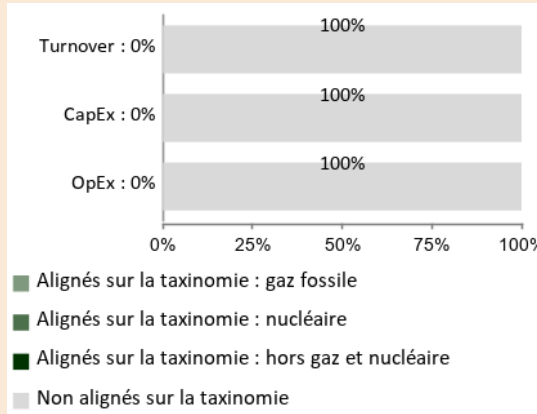 100%
Turnover : 0%
100%
CapEx : 0%
100%
OpEx : 0%
0% 25% 50% 75% 100%
Alignés sur la taxinomie : gaz fossile
Alignés sur la taxinomie : nucléaire
Alignés sur la taxinomie : hors gaz et nucléaire
Non alignés sur la taxinomie